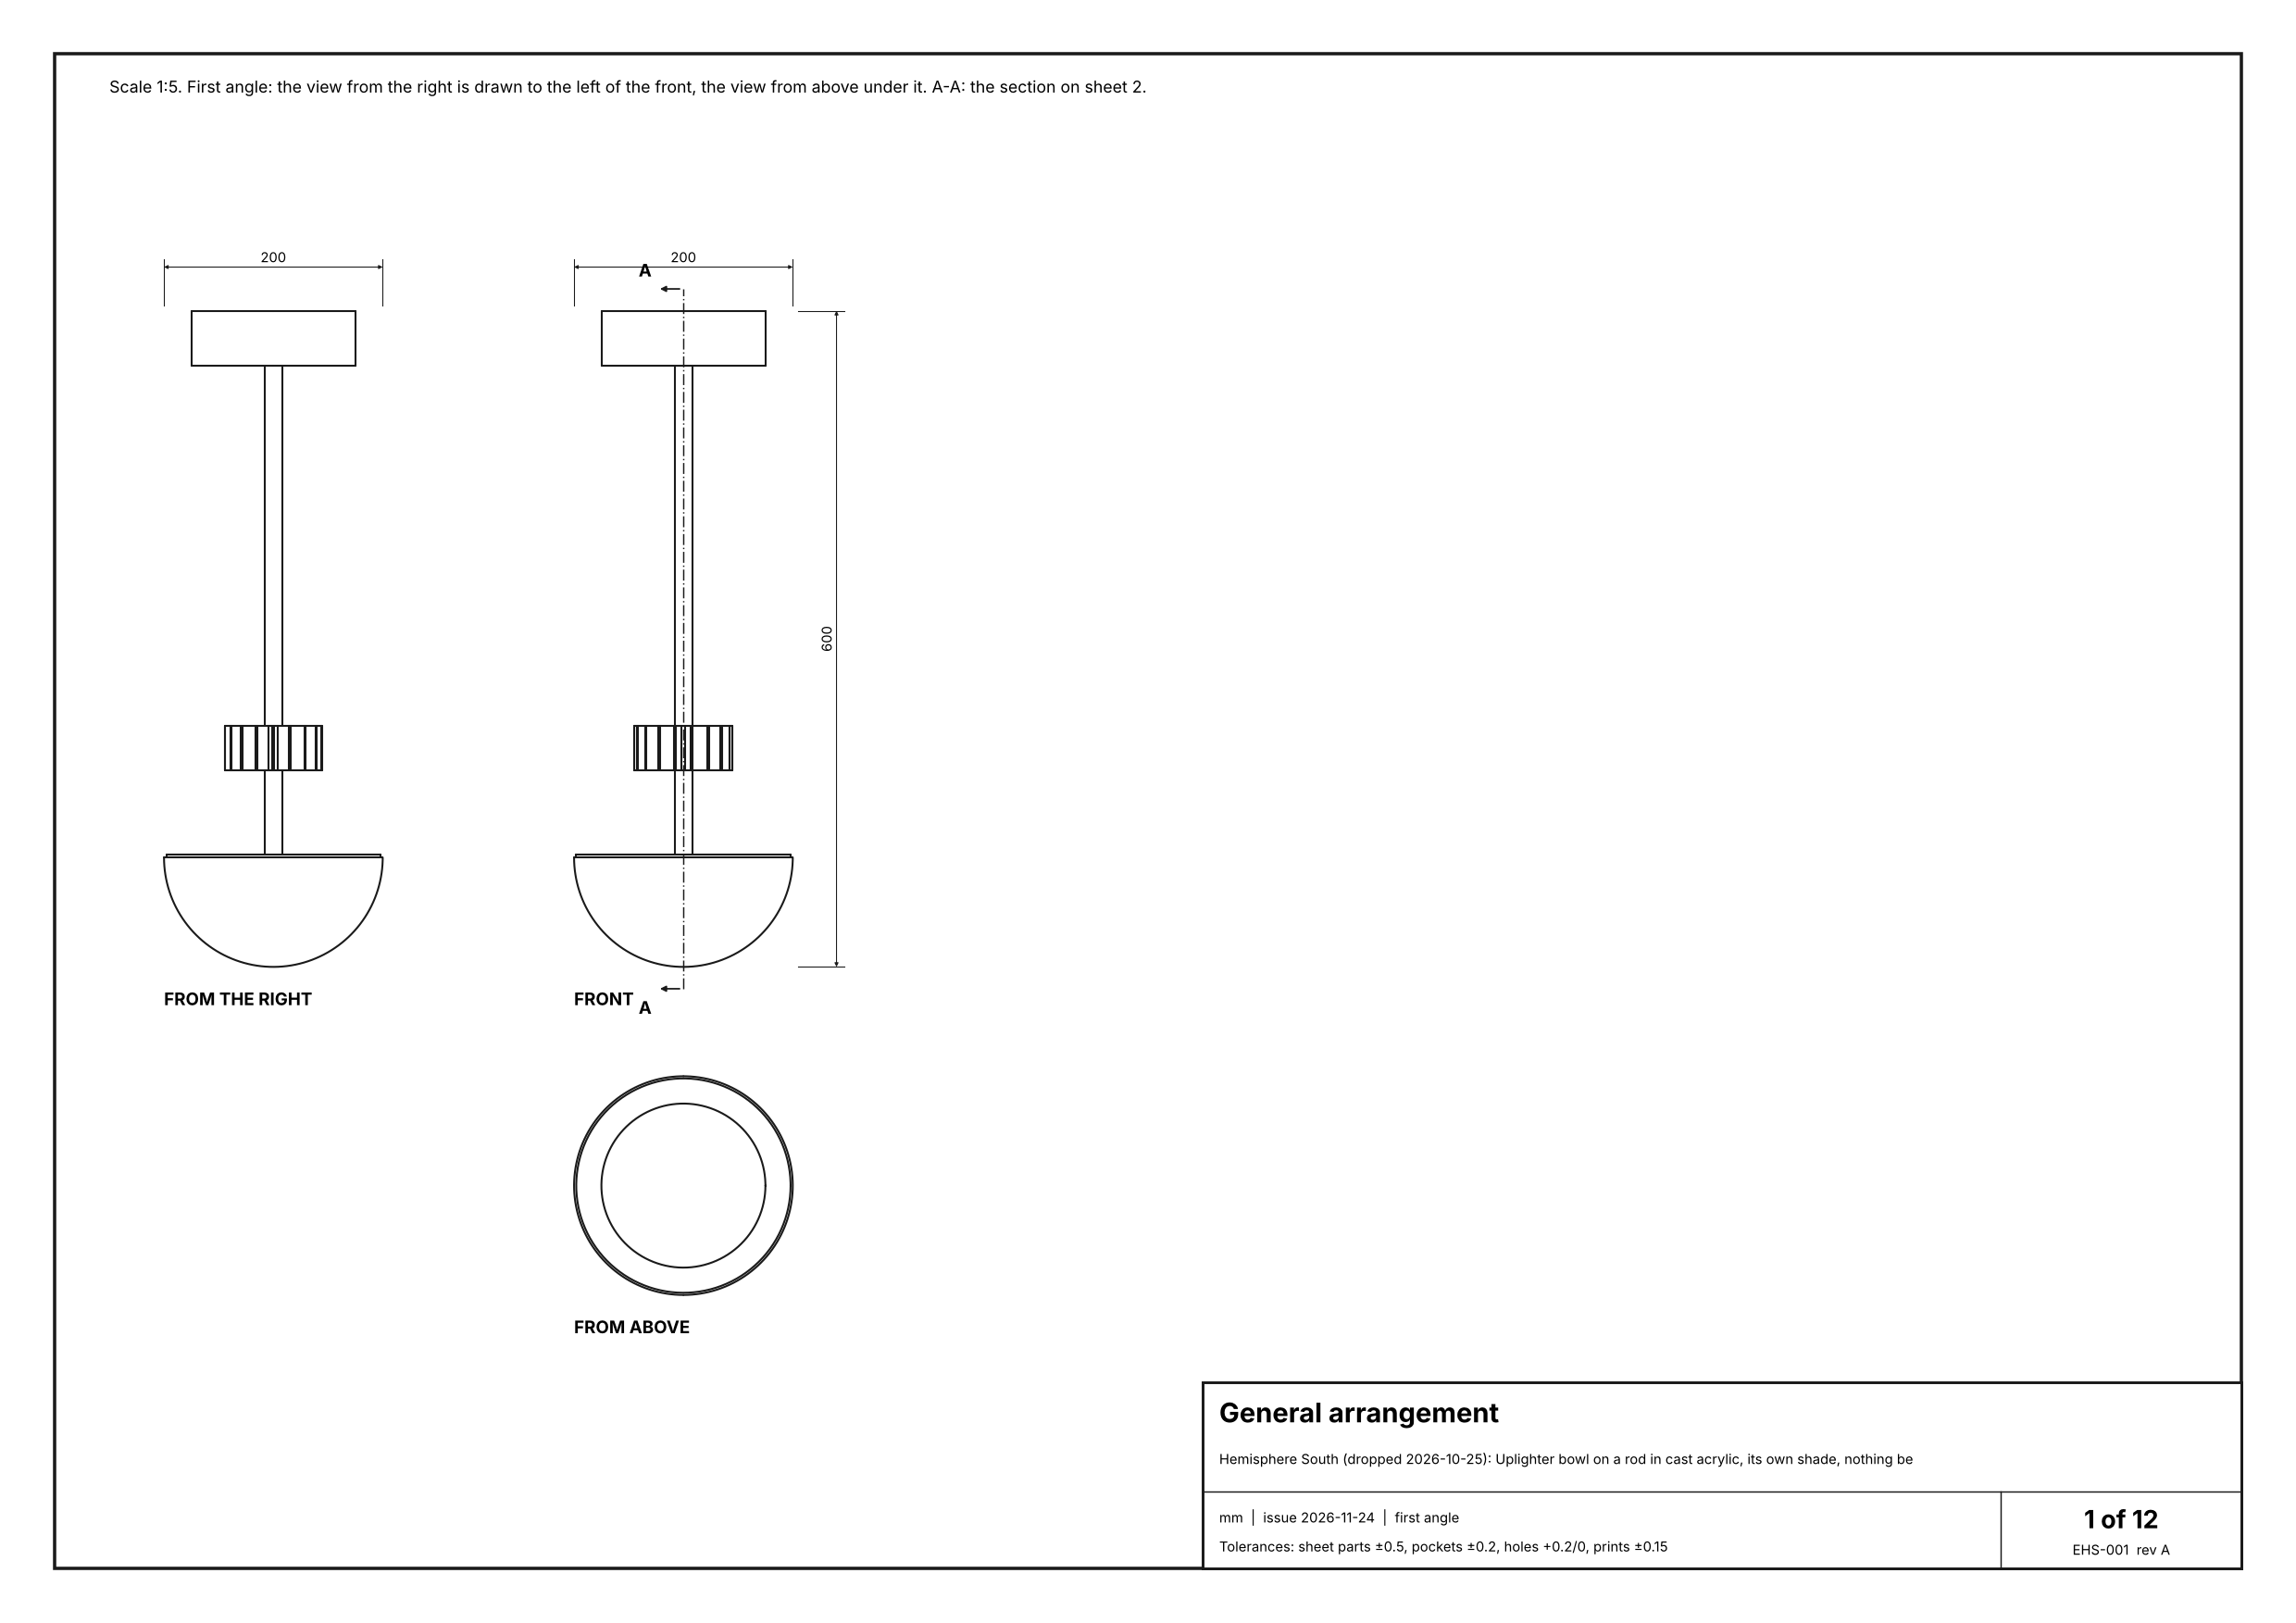 Scale 1:5. First angle: the view from the right is drawn to the left of the front, the view from above under it. A-A: the section on sheet 2.
200
200
A
600
FROM THE RIGHT
FRONT
A
FROM ABOVE
General arrangement
Hemisphere South (dropped 2026-10-25): Uplighter bowl on a rod in cast acrylic, its own shade, nothing be
mm | issue 2026-11-24 | first angle
Tolerances: sheet parts ±0.5, pockets ±0.2, holes +0.2/0, prints ±0.15
1 of 12
EHS-001 rev A